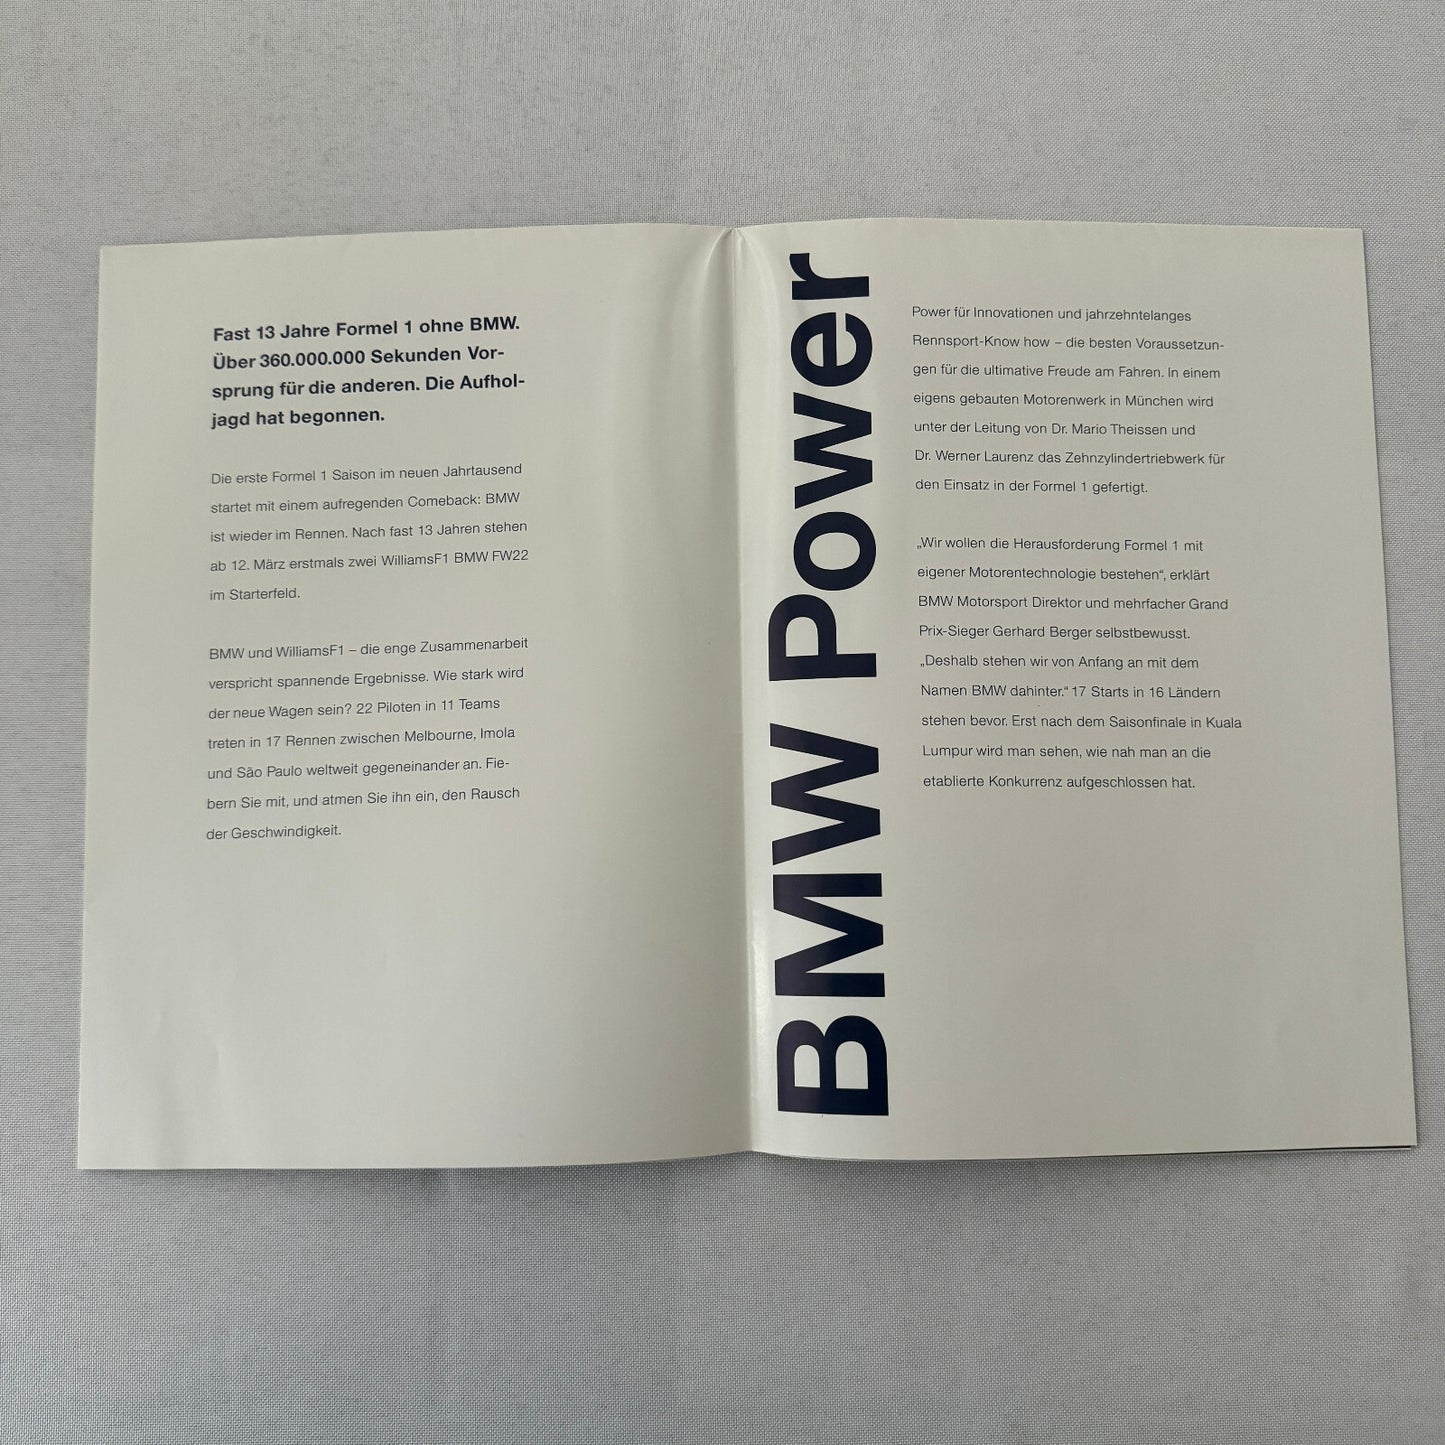 Fast 13 Jahre Formel 1 ohne BMW.
Über 360.000.000 Sekunden Vor-
sprung für die anderen. Die Aufhol-
jagd hat begonnen.
Die erste Formel 1 Saison im neuen Jahrtausend
startet mit einem aufregenden Comeback: BMW
ist wieder im Rennen. Nach fast 13 Jahren stehen
ab 12. März erstmals zwei WilliamsF1 BMW FW22
im Starterfeld.
BMW und WilliamsF1 – die enge Zusammenarbeit
verspricht spannende Ergebnisse. Wie stark wird
der neue Wagen sein? 22 Piloten in 11 Teams
treten in 17 Rennen zwischen Melbourne, Imola
und São Paulo weltweit gegeneinander an. Fie-
bern Sie mit, und atmen Sie ihn ein, den Rausch
der Geschwindigkeit.
BMW Power
Power für Innovationen und jahrzehntelanges
Rennsport-Know how – die besten Voraussetzun-
gen für die ultimative Freude am Fahren. In einem
eigens gebauten Motorenwerk in München wird
unter der Leitung von Dr. Mario Theissen und
Dr. Werner Laurenz das Zehnzylindertriebwerk für
den Einsatz in der Formel 1 gefertigt.
„Wir wollen die Herausforderung Formel 1 mit
eigener Motorentechnologie bestehen“, erklärt
BMW Motorsport Direktor und mehrfacher Grand
Prix-Sieger Gerhard Berger selbstbewusst.
„Deshalb stehen wir von Anfang an mit dem
Namen BMW dahinter.“ 17 Starts in 16 Ländern
stehen bevor. Erst nach dem Saisonfinale in Kuala
Lumpur wird man sehen, wie nah man an die
etablierte Konkurrenz aufgeschlossen hat.